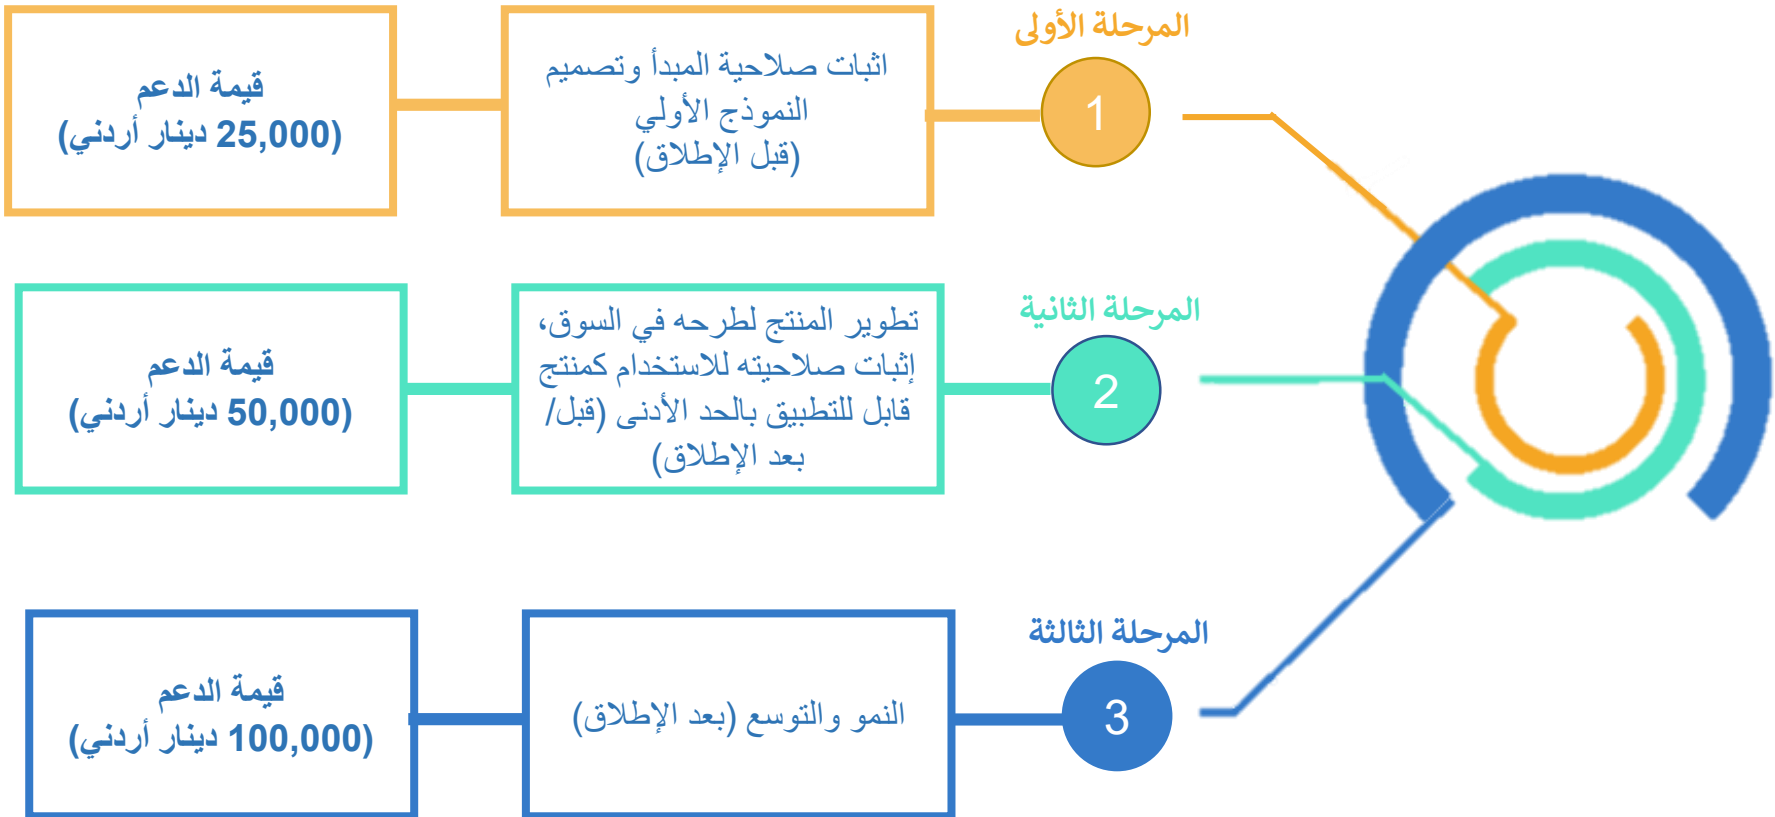 المرحلة الأولى
1
اثبات صلاحية المبدأ وتصميم
النموذج الأولي
(قبل الإطلاق)
قيمة الدعم
(25,000 دينار أردني)
المرحلة الثانية
2
تطوير المنتج لطرحه في السوق،
إثبات صلاحيته للاستخدام كمنتج
قابل للتطبيق بالحد الأدنى (قبل/
بعد الإطلاق)
قيمة الدعم
(50,000 دينار أردني)
المرحلة الثالثة
3
النمو والتوسع (بعد الإطلاق)
قيمة الدعم
(100,000 دينار أردني)